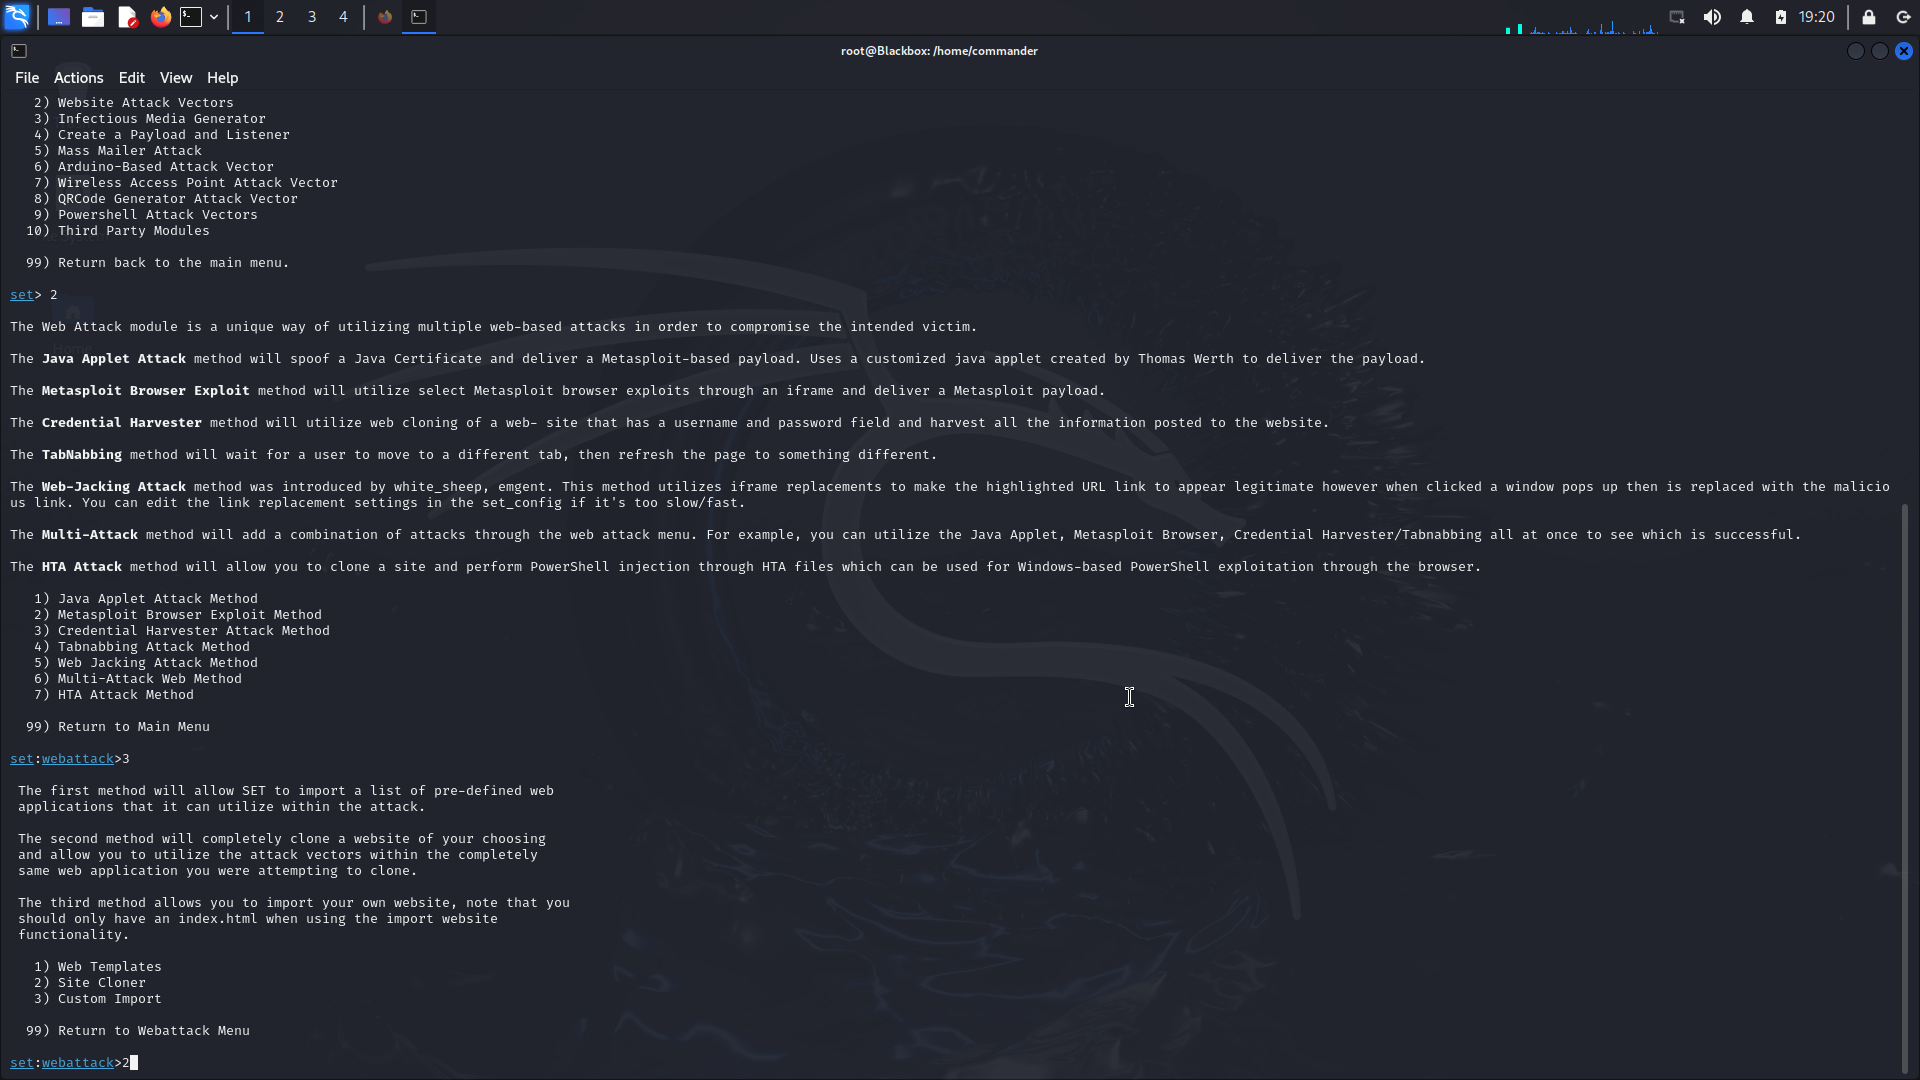 1 2 3 4 19:20
root@Blackbox: /home/commander
File Actions Edit View Help
2) Website Attack Vectors
3) Infectious Media Generator
4) Create a Payload and Listener
5) Mass Mailer Attack
6) Arduino-Based Attack Vector
7) Wireless Access Point Attack Vector
8) QRCode Generator Attack Vector
9) Powershell Attack Vectors
10) Third Party Modules
99) Return back to the main menu.
set> 2
The Web Attack module is a unique way of utilizing multiple web-based attacks in order to compromise the intended victim.
The Java Applet Attack method will spoof a Java Certificate and deliver a Metasploit-based payload. Uses a customized java applet created by Thomas Werth to deliver the payload.
The Metasploit Browser Exploit method will utilize select Metasploit browser exploits through an iframe and deliver a Metasploit payload.
The Credential Harvester method will utilize web cloning of a web- site that has a username and password field and harvest all the information posted to the website.
The TabNabbing method will wait for a user to move to a different tab, then refresh the page to something different.
The Web-Jacking Attack method was introduced by white_sheep, emgent. This method utilizes iframe replacements to make the highlighted URL link to appear legitimate however when clicked a window pops up then is replaced with the malicio
us link. You can edit the link replacement settings in the set_config if it's too slow/fast.
The Multi-Attack method will add a combination of attacks through the web attack menu. For example, you can utilize the Java Applet, Metasploit Browser, Credential Harvester/Tabnabbing all at once to see which is successful.
The HTA Attack method will allow you to clone a site and perform PowerShell injection through HTA files which can be used for Windows-based PowerShell exploitation through the browser.
1) Java Applet Attack Method
2) Metasploit Browser Exploit Method
3) Credential Harvester Attack Method
4) Tabnabbing Attack Method
5) Web Jacking Attack Method
6) Multi-Attack Web Method
7) HTA Attack Method
99) Return to Main Menu
set:webattack>3
The first method will allow SET to import a list of pre-defined web
applications that it can utilize within the attack.
The second method will completely clone a website of your choosing
and allow you to utilize the attack vectors within the completely
same web application you were attempting to clone.
The third method allows you to import your own website, note that you
should only have an index.html when using the import website
functionality.
1) Web Templates
2) Site Cloner
3) Custom Import
99) Return to Webattack Menu
set:webattack>2